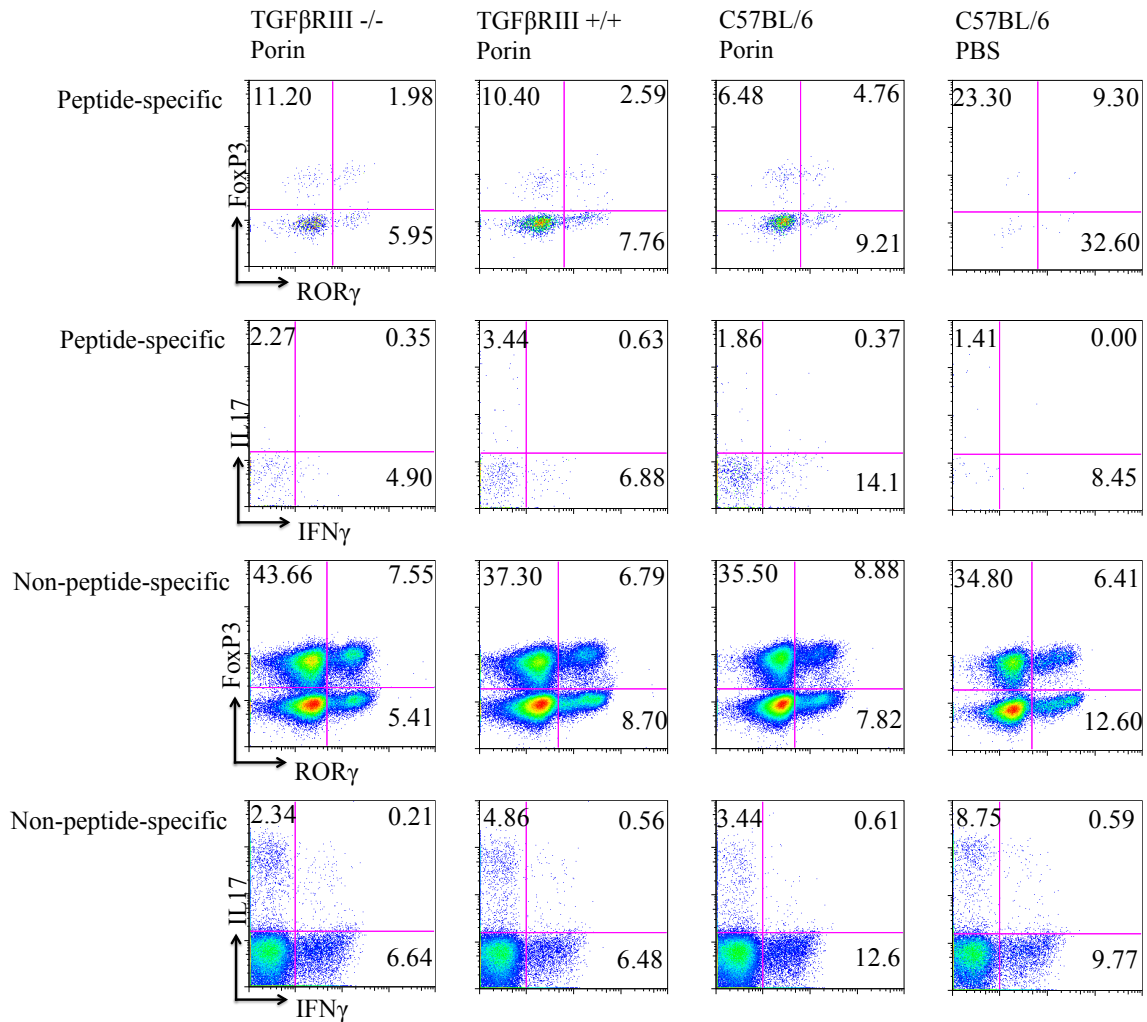 TGFβRIII -/-
Porin
TGFβRIII +/+
Porin
C57BL/6
Porin
C57BL/6
PBS
Peptide-specific
11.20 1.98
10.40 2.59
6.48 4.76
23.30 9.30
FoxP3
5.95
7.76
9.21
32.60
RORγ
Peptide-specific
2.27 0.35
3.44 0.63
1.86 0.37
1.41 0.00
IL17
4.90
6.88
14.1
8.45
IFNγ
Non-peptide-specific
43.66 7.55
37.30 6.79
35.50 8.88
34.80 6.41
FoxP3
5.41
8.70
7.82
12.60
RORγ
Non-peptide-specific
2.34 0.21
4.86 0.56
3.44 0.61
8.75 0.59
IL17
6.64
6.48
12.6
9.77
IFNγ